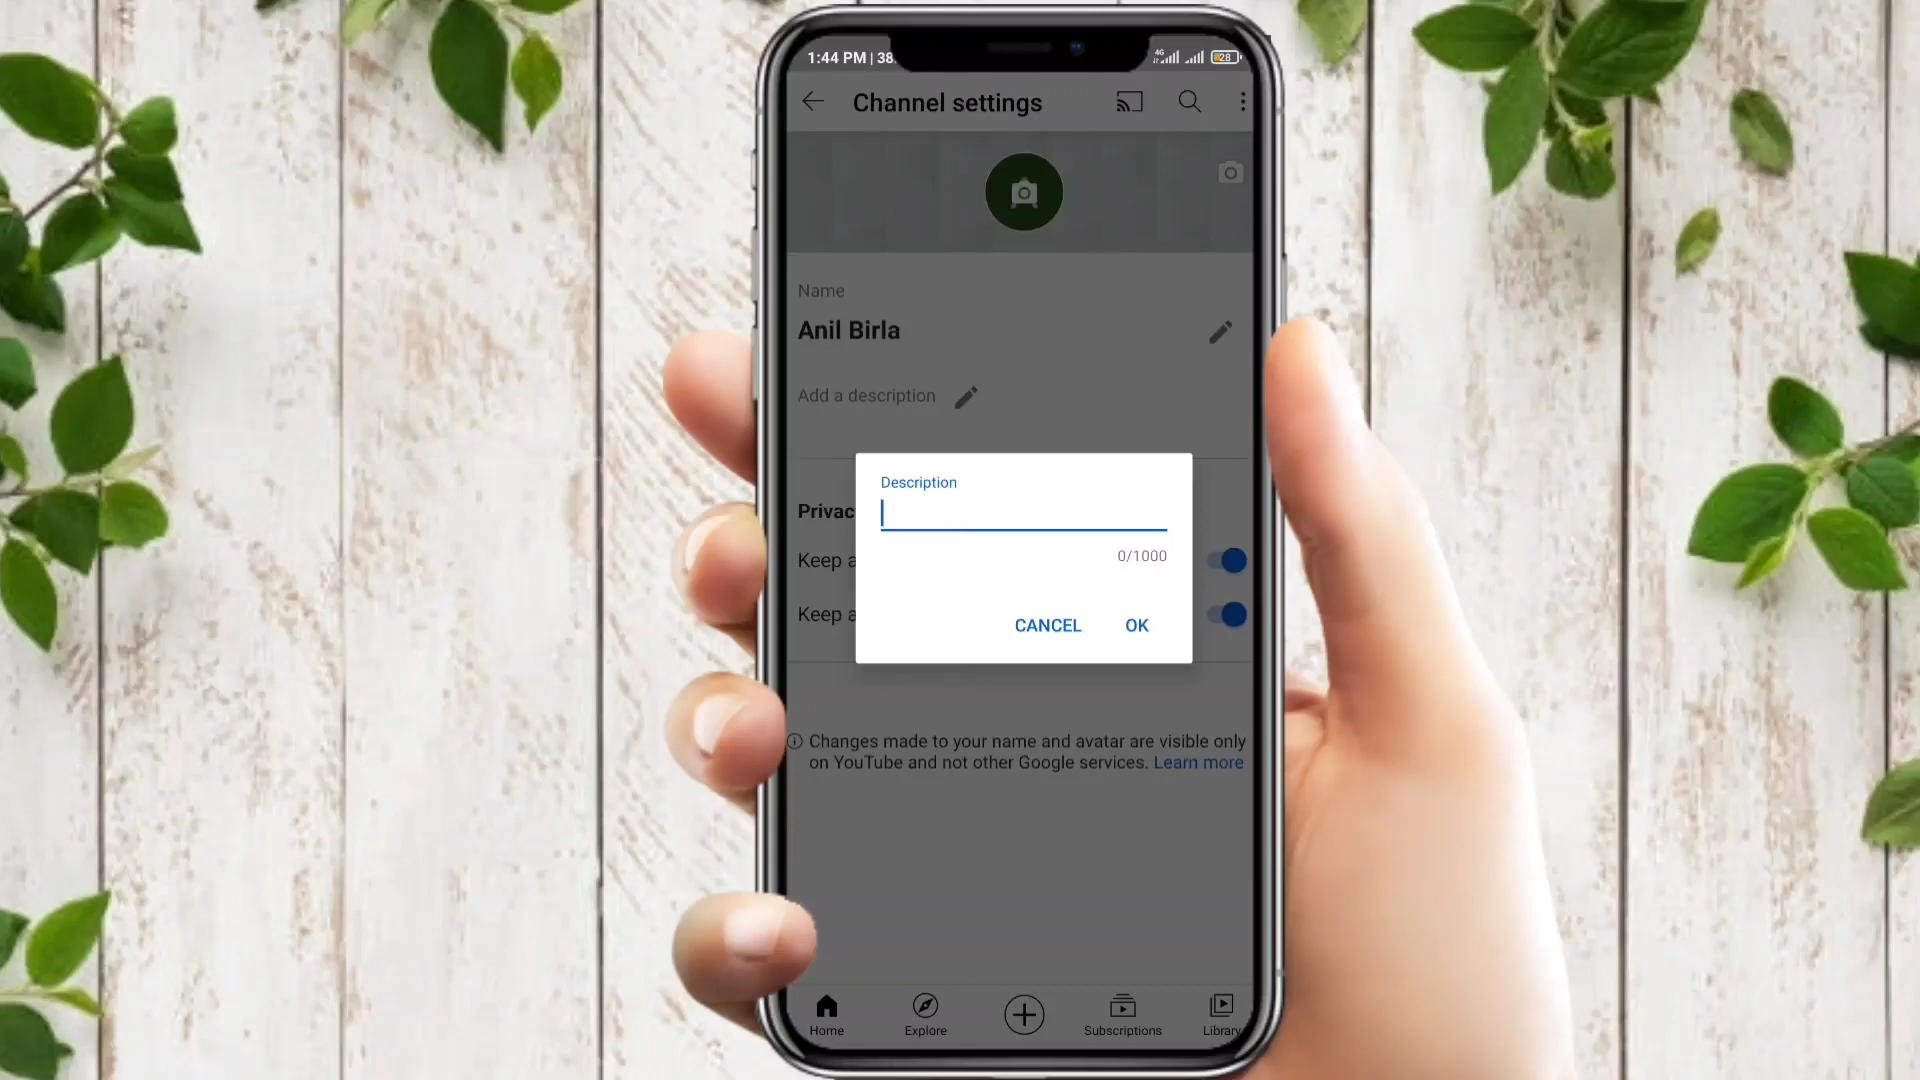 1:44 PM | 38.
4G
28
Channel settings
Name
Anil Birla
Add a description
Description
Privac
0/1000
Keep a
Keep a
CANCEL OK
Changes made to your name and avatar are visible only
on YouTube and not other Google services. Learn more
Home Explore Subscriptions Library